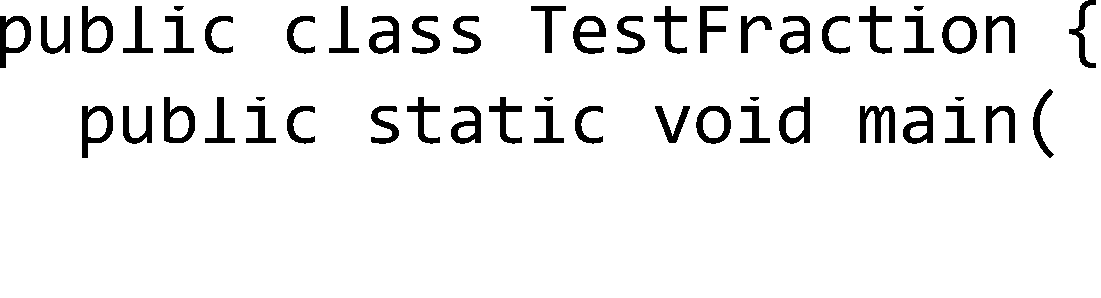 public class TestFraction {
  public static void main(